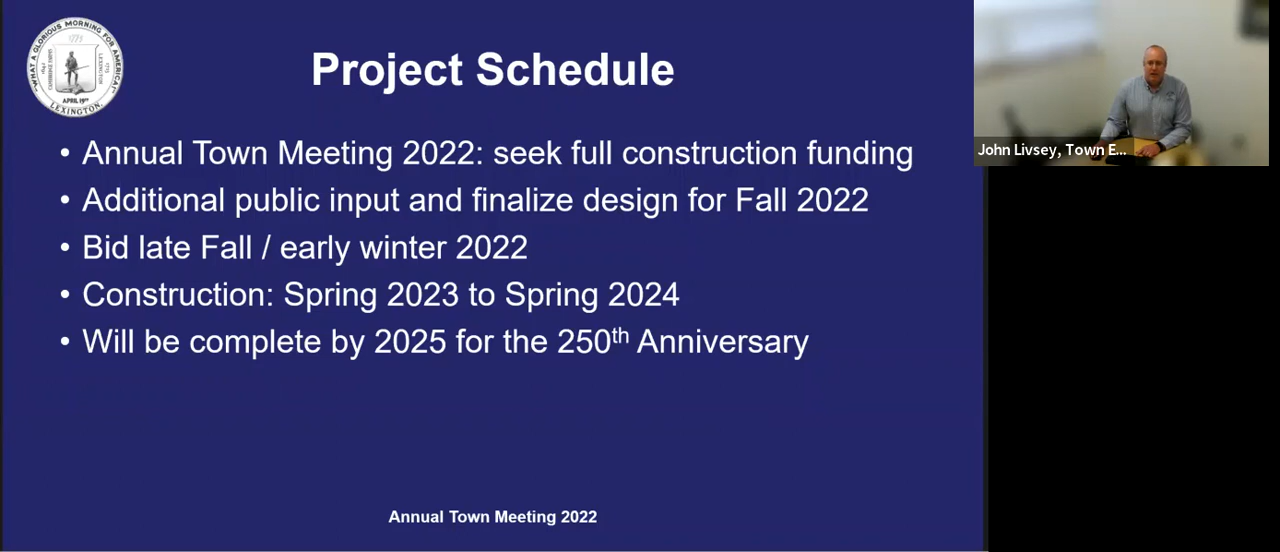 "WHAT A GLORIOUS MORNING FOR AMERICA!"
1775
LEXINGTON
APRIL 19TH
LEXINGTON.
Project Schedule
• Annual Town Meeting 2022: seek full construction funding
• Additional public input and finalize design for Fall 2022
• Bid late Fall / early winter 2022
• Construction: Spring 2023 to Spring 2024
• Will be complete by 2025 for the 250th Anniversary
Annual Town Meeting 2022
John Livsey, Town E...